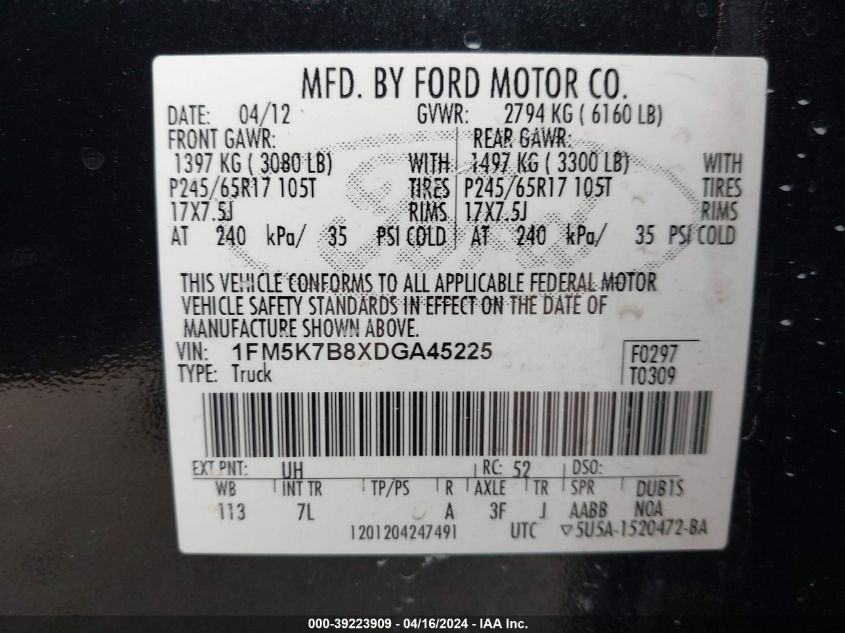 MFD. BY FORD MOTOR CO.
DATE: 04/12 GVWR: 2794 KG ( 6160 LB)
FRONT GAWR: REAR GAWR:
1397 KG ( 3080 LB) WITH 1497 KG ( 3300 LB) WITH
P245/65R17 105T TIRES P245/65R17 105T TIRES
17X7.5J RIMS 17X7.5J RIMS
AT 240 kPa/ 35 PSI COLD AT 240 kPa/ 35 PSI COLD
Ford
THIS VEHICLE CONFORMS TO ALL APPLICABLE FEDERAL MOTOR
VEHICLE SAFETY STANDARDS IN EFFECT ON THE DATE OF
MANUFACTURE SHOWN ABOVE.
VIN: 1FM5K7B8XDGA45225 F0297
TYPE: Truck T0309
EXT PNT: UH RC: 52 DSO:
WB INT TR TP/PS R AXLE TR SPR DUB1S
113 7L A 3F J AABB NOA
1201204247491 UTC ▽5U5A-1520472-BA
000-39223909 - 04/16/2024 - IAA Inc.